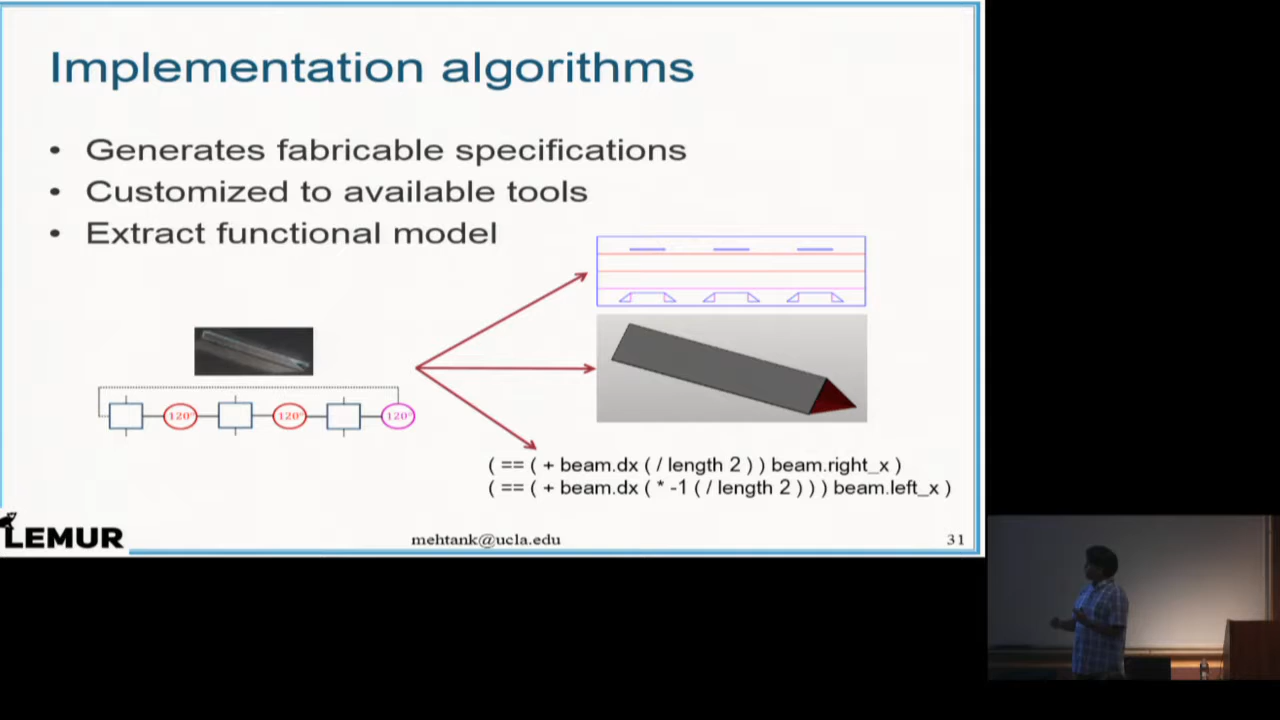 Implementation algorithms
• Generates fabricable specifications
• Customized to available tools
• Extract functional model
120°
120°
120°
( == ( + beam.dx ( / length 2 ) ) beam.right_x )
( == ( + beam.dx ( * -1 ( / length 2 ) ) ) beam.left_x )
LEMUR
mehtank@ucla.edu
31